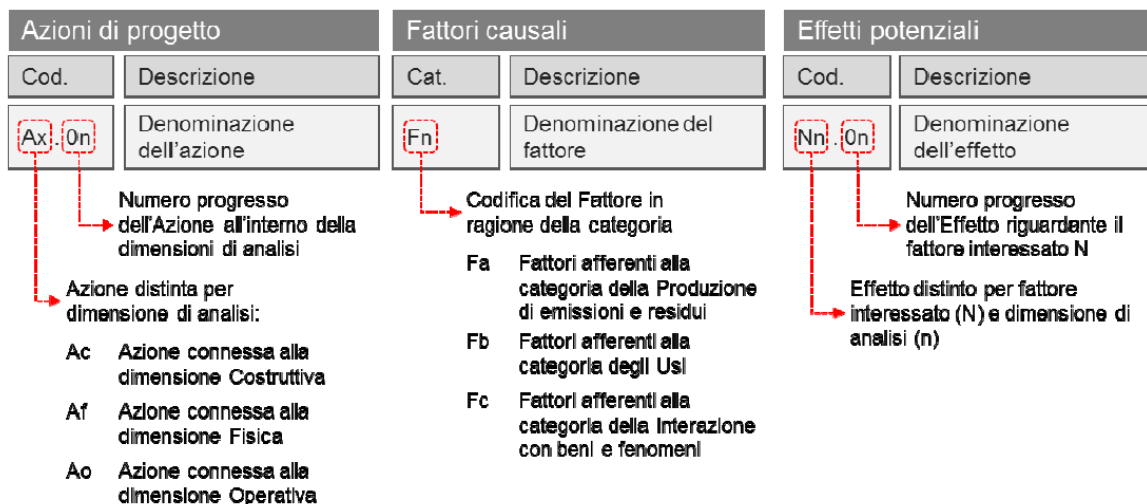 Azioni di progetto
Cod.
Descrizione
Ax.0n
Denominazione
dell'azione
Numero progresso
dell'Azione all'interno della
dimensioni di analisi
Azione distinta per
dimensione di analisi:
Ac Azione connessa alla
dimensione Costruttiva
Af Azione connessa alla
dimensione Fisica
Ao Azione connessa alla
dimensione Operativa
Fattori causali
Cat.
Descrizione
Fn
Denominazione del
fattore
Codifica del Fattore in
ragione della categoria
Fa Fattori afferenti alla
categoria della Produzione
di emissioni e residui
Fb Fattori afferenti alla
categoria degli Usi
Fc Fattori afferenti alla
categoria della Interazione
con beni e fenomeni
Effetti potenziali
Cod.
Descrizione
Nn.0n
Denominazione
dell'effetto
Numero progresso
dell'Effetto riguardante il
fattore interessato N
Effetto distinto per fattore
interessato (N) e dimensione di
analisi (n)